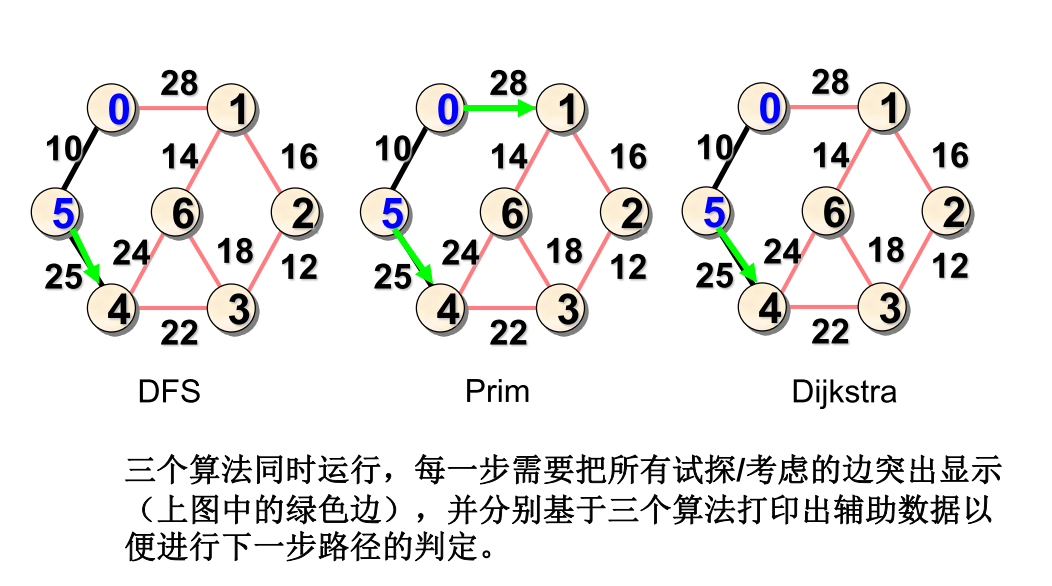 28 28 28
0 1 0 1 0 1
10 14 16 10 14 16 10 14 16
5 6 2 5 6 2 5 6 2
24 18 24 18 24 18
25 12 25 12 25 12
4 3 4 3 4 3
22 22 22
DFS Prim Dijkstra
三个算法同时运行，每一步需要把所有试探/考虑的边突出显示
（上图中的绿色边），并分别基于三个算法打印出辅助数据以
便进行下一步路径的判定。